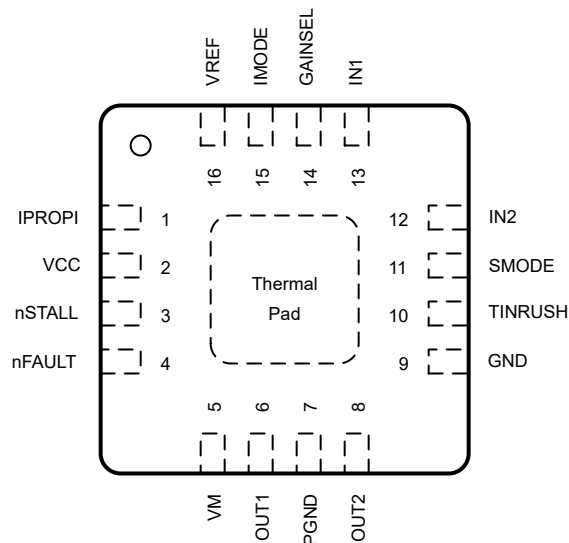 VREF
IMODE
GAINSEL
IN1
16
15
14
13
IPROPI 1
VCC 2
nSTALL 3
nFAULT 4
Thermal
Pad
12 IN2
11 SMODE
10 TINRUSH
9 GND
5
6
7
8
VM
OUT1
PGND
OUT2